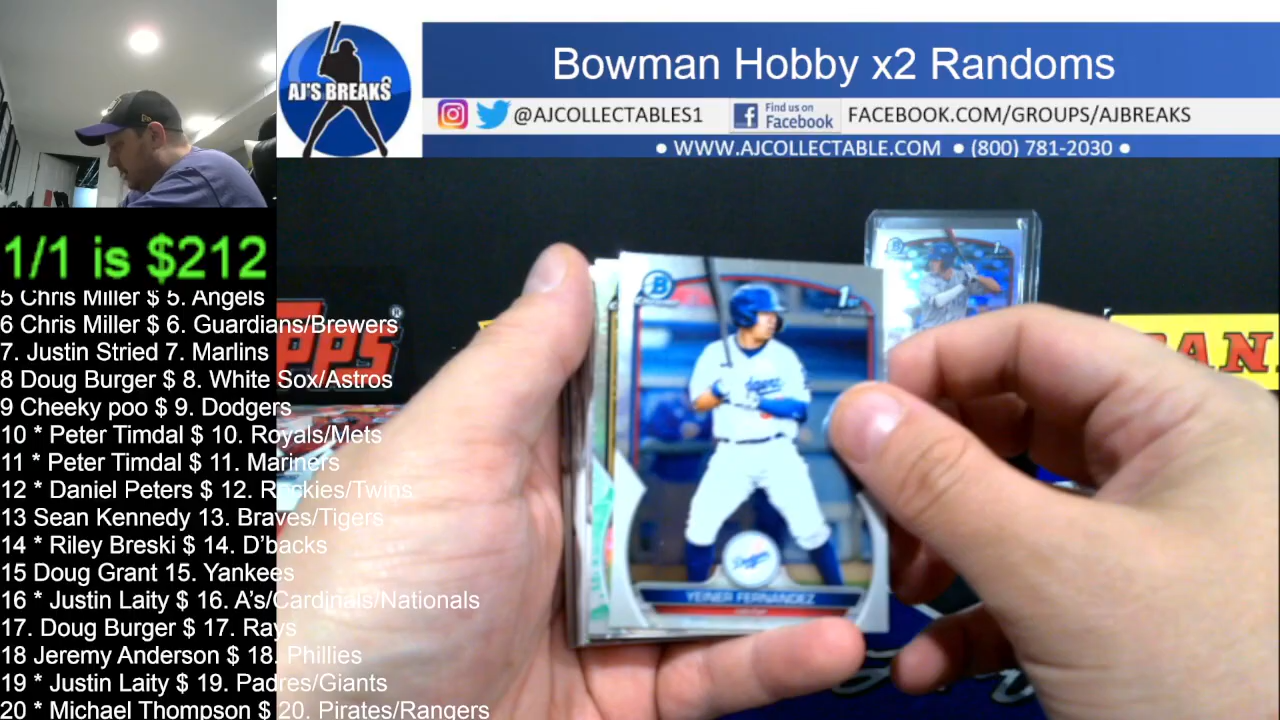 AJ'S BREAKS
Bowman Hobby x2 Randoms
@AJCOLLECTABLES1
Find us on
Facebook
FACEBOOK.COM/GROUPS/AJBREAKS
• WWW.AJCOLLECTABLE.COM • (800) 781-2030 •
1/1 is $212
5 Chris Miller $ 5. Angels
6 Chris Miller $ 6. Guardians/Brewers
7. Justin Stried 7. Marlins
8 Doug Burger $ 8. White Sox/Astros
9 Cheeky poo $ 9. Dodgers
10 * Peter Timdal $ 10. Royals/Mets
11 * Peter Timdal $ 11. Mariners
12 * Daniel Peters $ 12. Rockies/Twins
13 Sean Kennedy 13. Braves/Tigers
14 * Riley Breski $ 14. D'backs
15 Doug Grant 15. Yankees
16 * Justin Laity $ 16. A's/Cardinals/Nationals
17. Doug Burger $ 17. Rays
18 Jeremy Anderson $ 18. Phillies
19 * Justin Laity $ 19. Padres/Giants
20 * Michael Thompson $ 20. Pirates/Rangers
B
1st
Dodgers
Dodgers
YEINER FERNANDEZ
B
1st
OPPS
®
AN